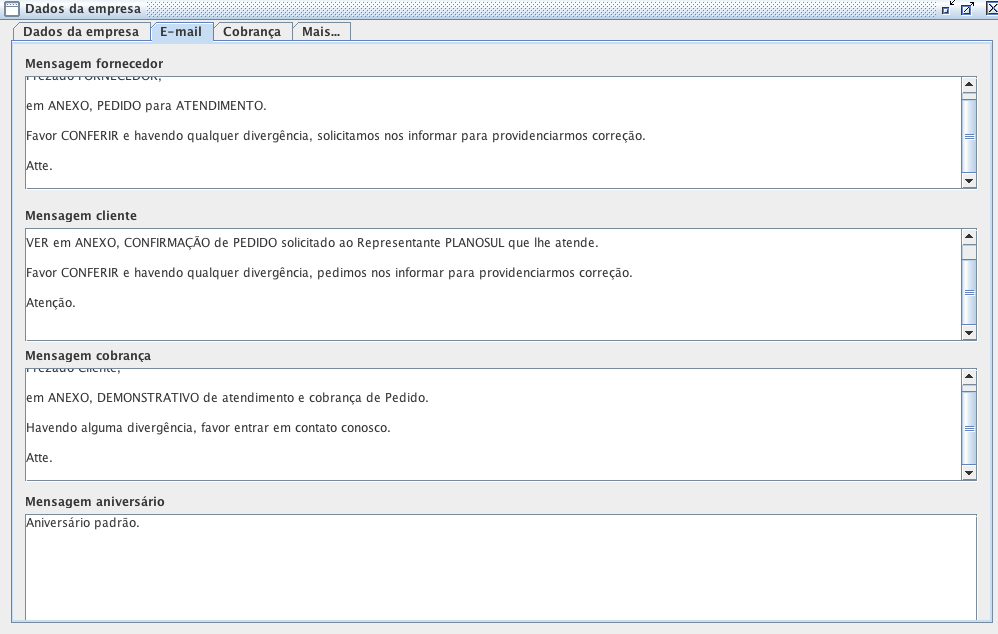 Dados da empresa
Dados da empresa
E-mail
Cobrança
Mais...
Mensagem fornecedor
Prezado FORNECEDOR,
em ANEXO, PEDIDO para ATENDIMENTO.
Favor CONFERIR e havendo qualquer divergência, solicitamos nos informar para providenciarmos correção.
Atte.
Mensagem cliente
VER em ANEXO, CONFIRMAÇÃO de PEDIDO solicitado ao Representante PLANOSUL que lhe atende.
Favor CONFERIR e havendo qualquer divergência, pedimos nos informar para providenciarmos correção.
Atenção.
Mensagem cobrança
Prezado Cliente,
em ANEXO, DEMONSTRATIVO de atendimento e cobrança de Pedido.
Havendo alguma divergência, favor entrar em contato conosco.
Atte.
Mensagem aniversário
Aniversário padrão.